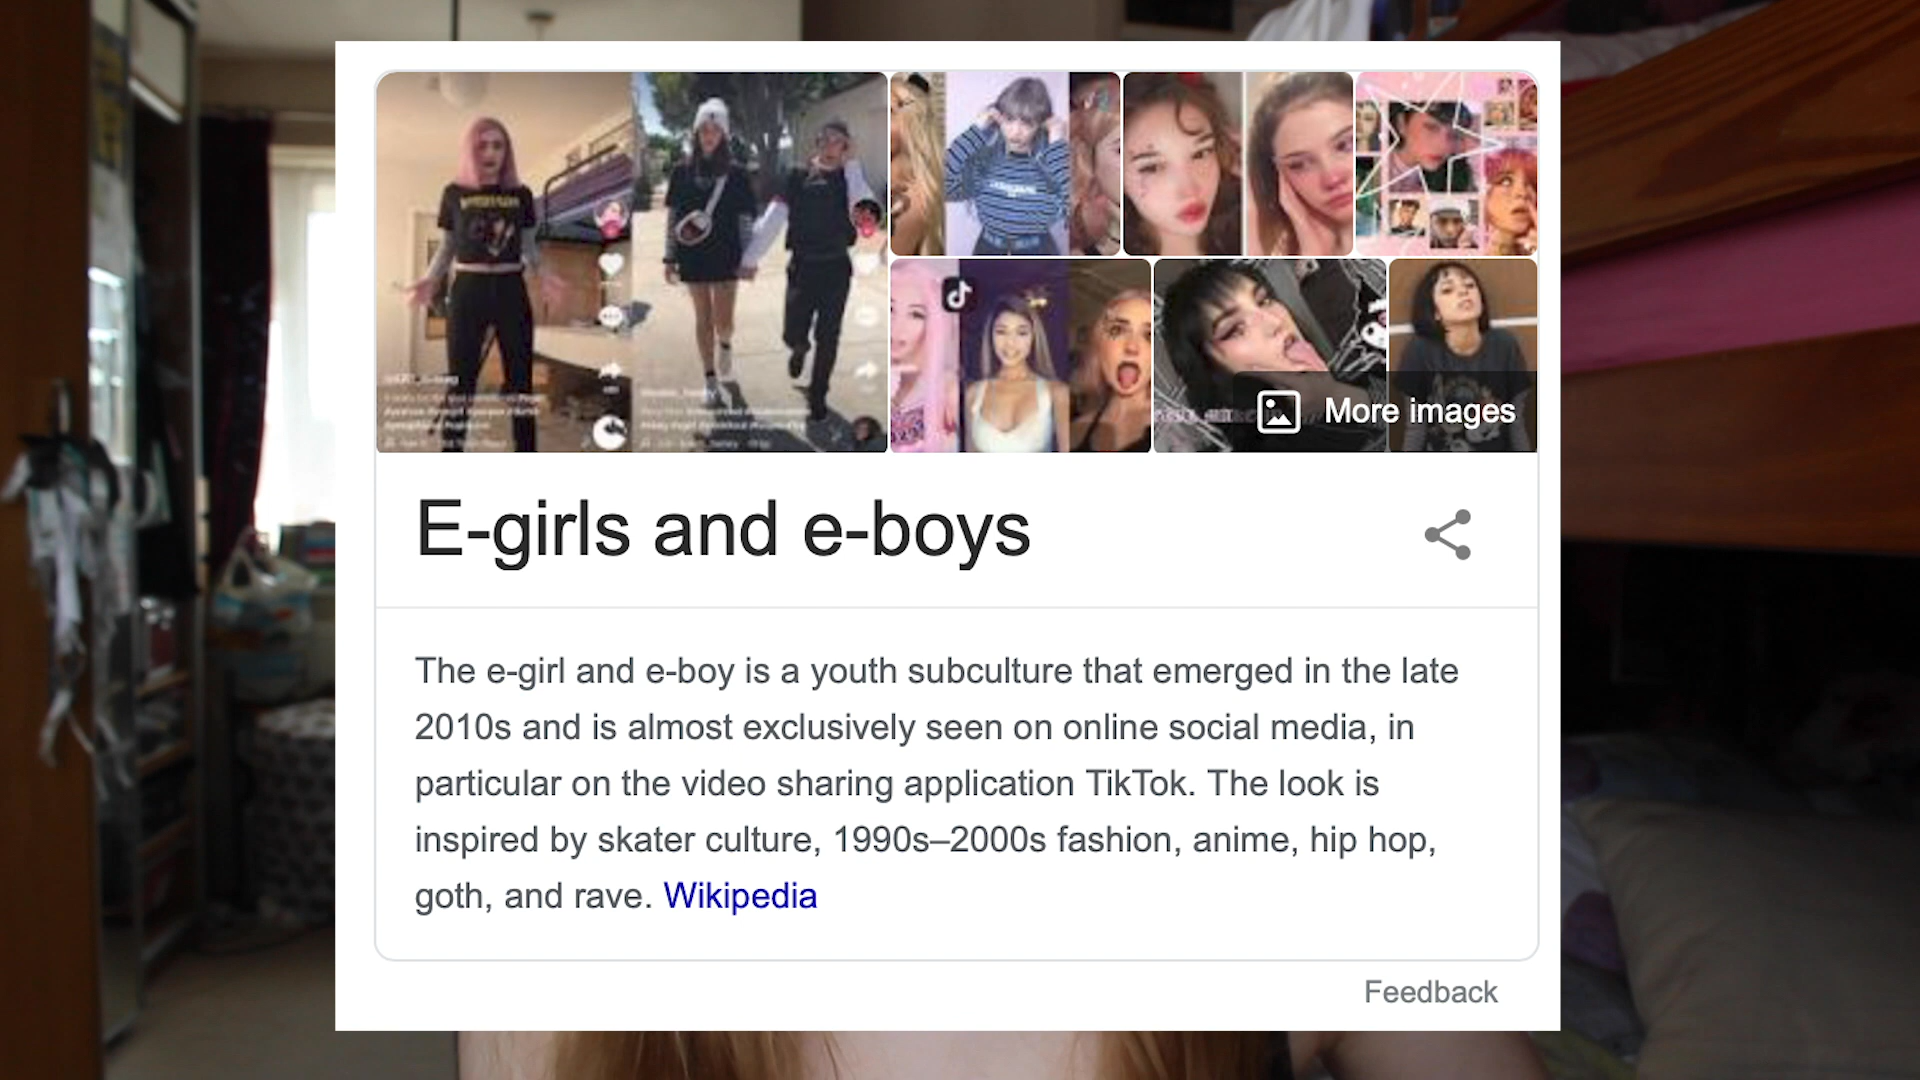 More images
E-girls and e-boys
The e-girl and e-boy is a youth subculture that emerged in the late
2010s and is almost exclusively seen on online social media, in
particular on the video sharing application TikTok. The look is
inspired by skater culture, 1990s–2000s fashion, anime, hip hop,
goth, and rave. Wikipedia
Feedback